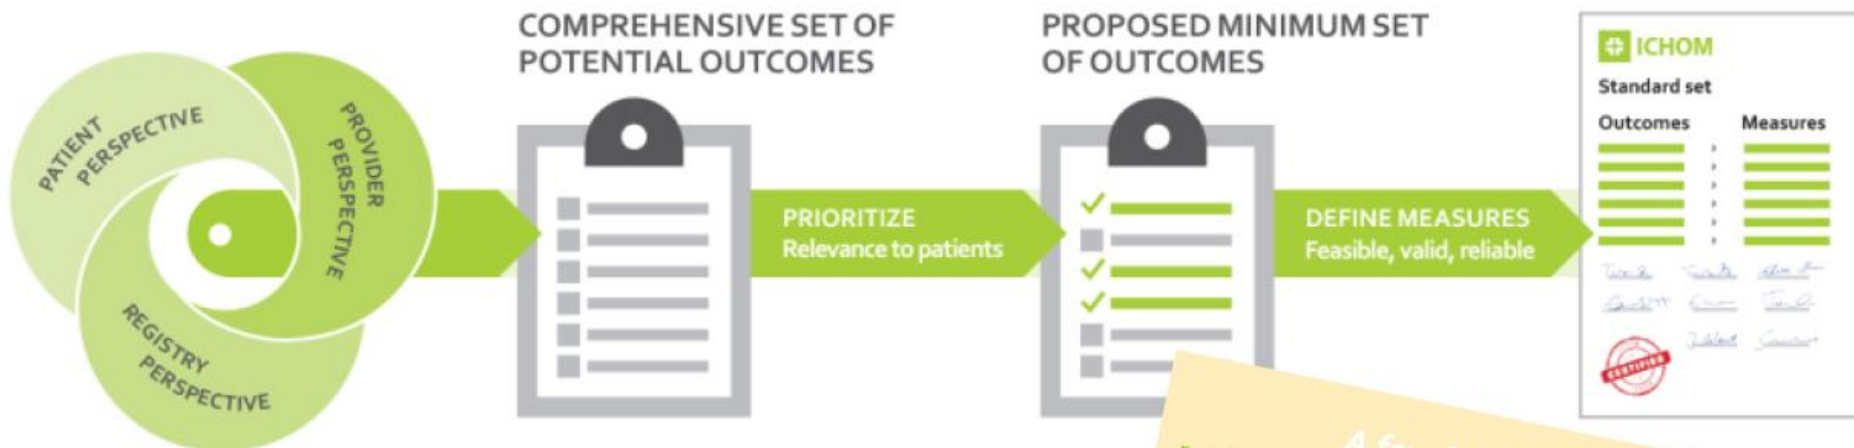 PATIENT
PERSPECTIVE
PROVIDER
PERSPECTIVE
REGISTRY
PERSPECTIVE
COMPREHENSIVE SET OF
POTENTIAL OUTCOMES
PRIORITIZE
Relevance to patients
PROPOSED MINIMUM SET
OF OUTCOMES
DEFINE MEASURES
Feasible, valid, reliable
ICHOM
Standard set
Outcomes Measures
CERTIFIED